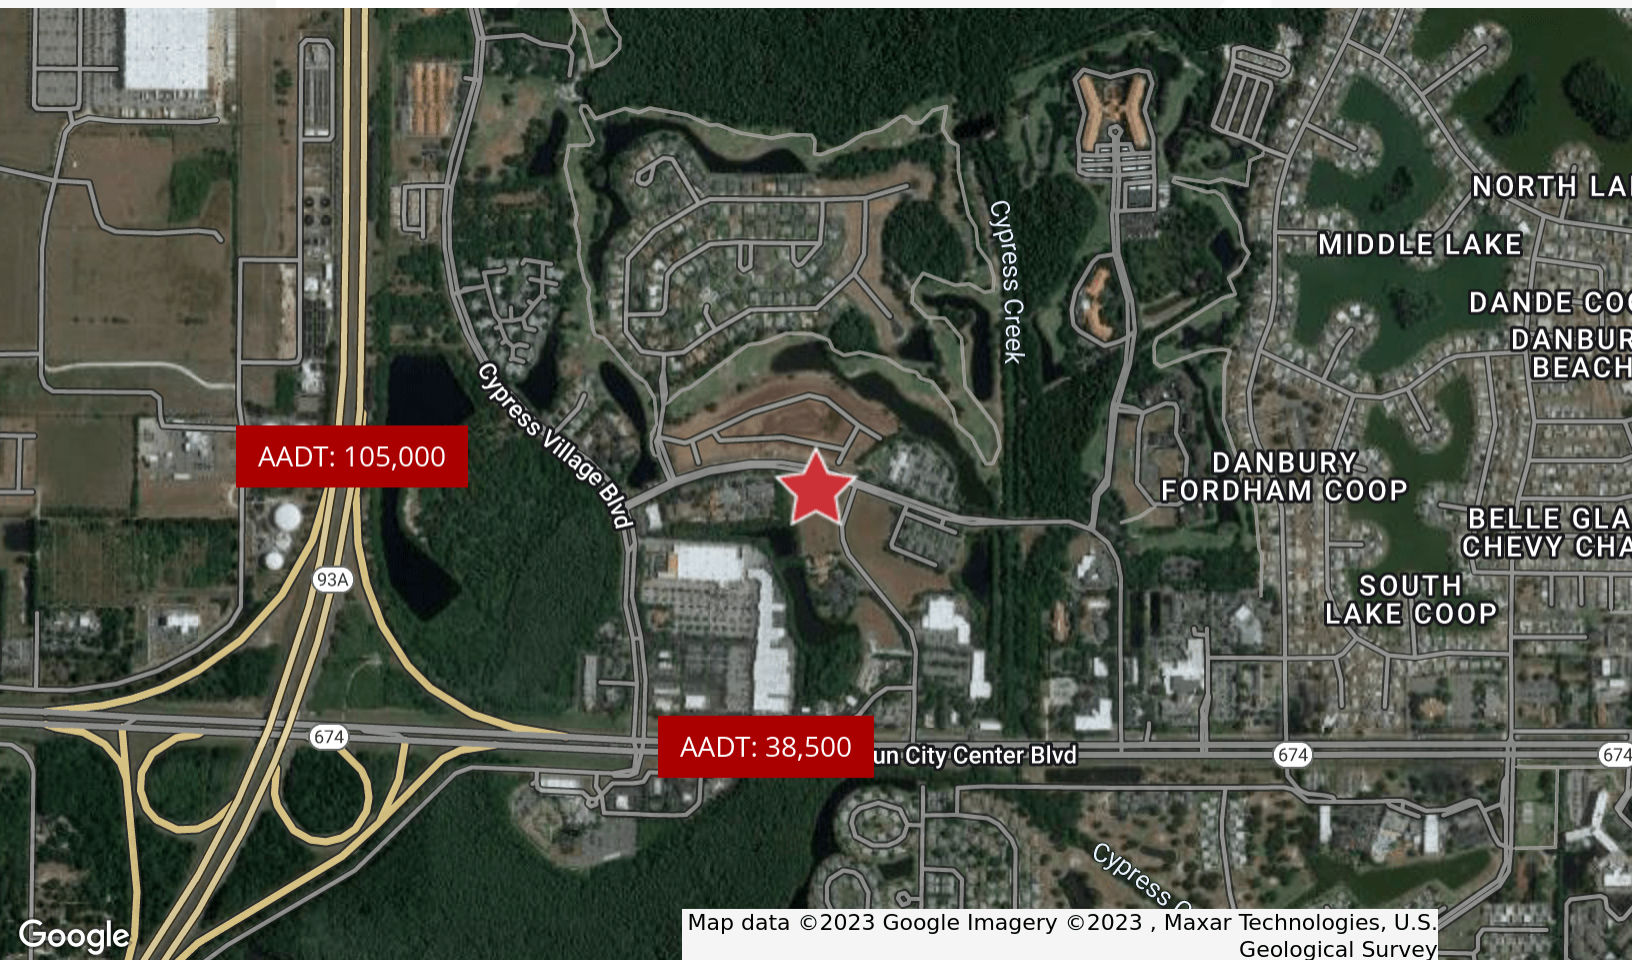 NORTH LA
MIDDLE LAKE
Cypress Creek
DANDE COO
DANBUR
BEACH
Cypress Village Blvd
AADT: 105,000
DANBURY
FORDHAM COOP
BELLE GLA
CHEVY CHA
93A
SOUTH
LAKE COOP
674
AADT: 38,500
un City Center Blvd
674
674
Cypress C
Google
Map data ©2023 Google Imagery ©2023 , Maxar Technologies, U.S.
Geological Survey